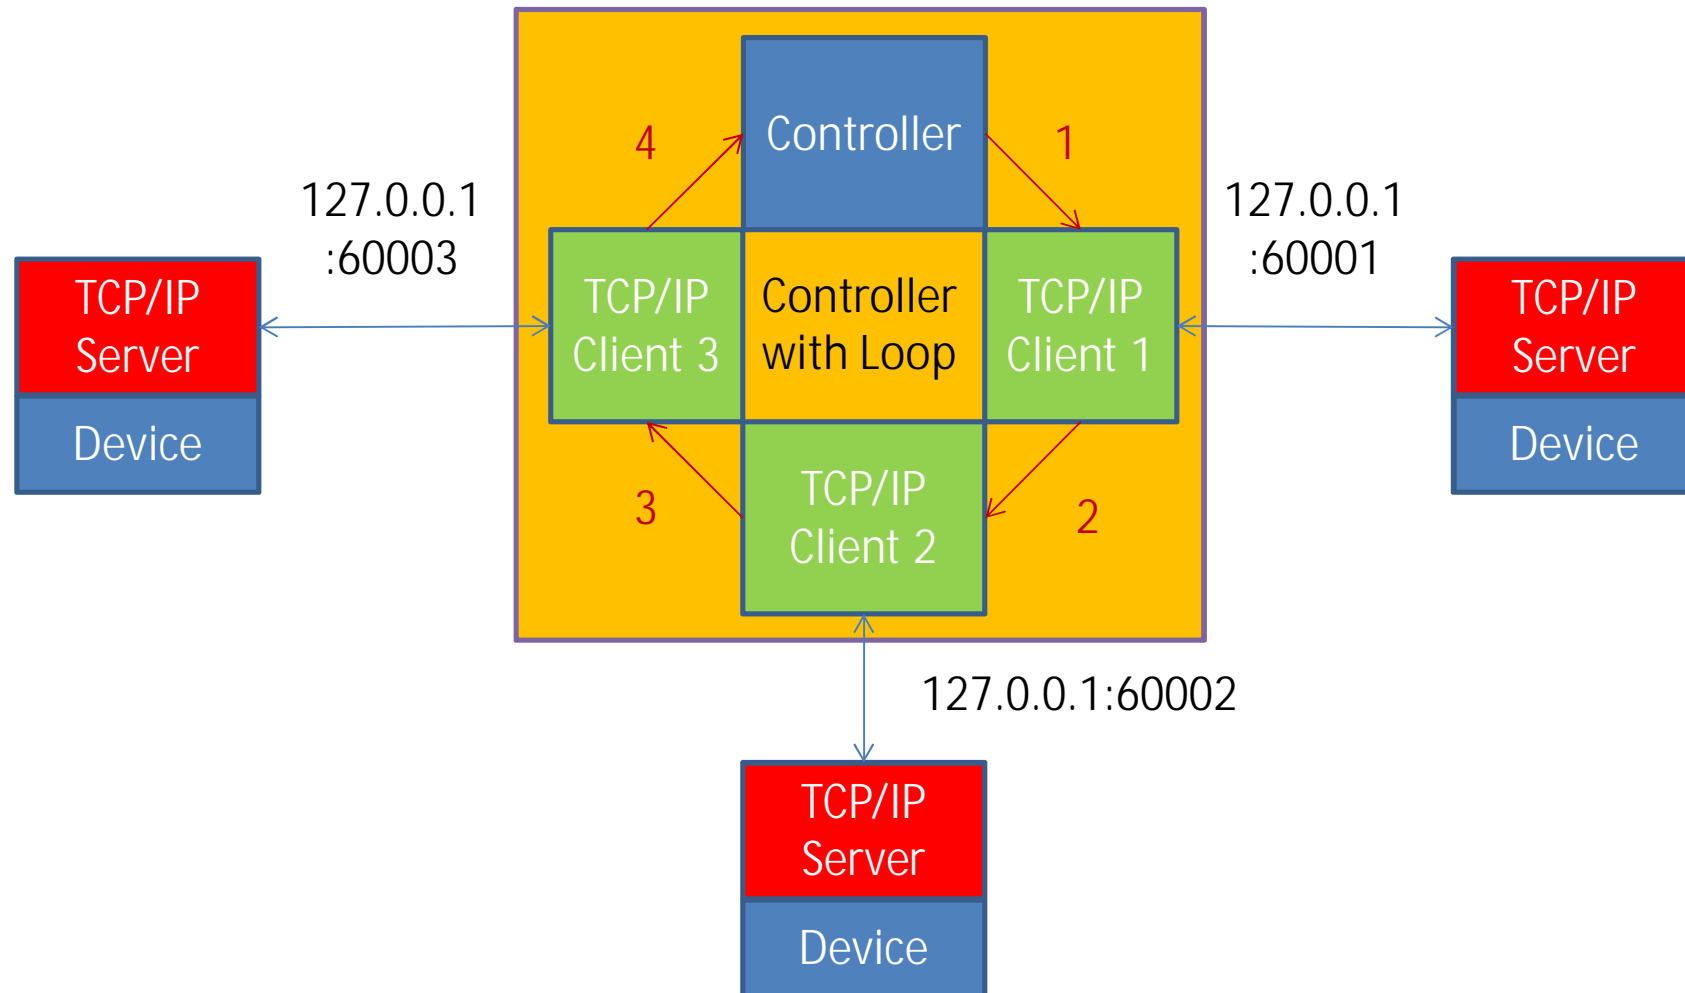 Controller
4
1
127.0.0.1
:60003
127.0.0.1
:60001
TCP/IP
Server
Device
TCP/IP
Client 3
Controller
with Loop
TCP/IP
Client 1
TCP/IP
Server
Device
3
TCP/IP
Client 2
2
127.0.0.1:60002
TCP/IP
Server
Device